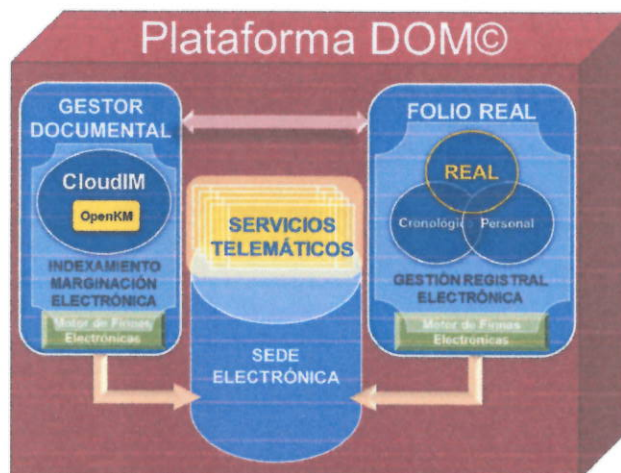 Plataforma DOM©
GESTOR
DOCUMENTAL
CloudIM
OpenKM
INDEXAMIENTO
MARGINACIÓN
ELECTRÓNICA
Motor de Firmas
Electrónicas
SERVICIOS
TELEMÁTICOS
SEDE
ELECTRÓNICA
FOLIO REAL
REAL
Cronológico
Personal
GESTIÓN REGISTRAL
ELECTRÓNICA
Motor de Firmas
Electrónicas